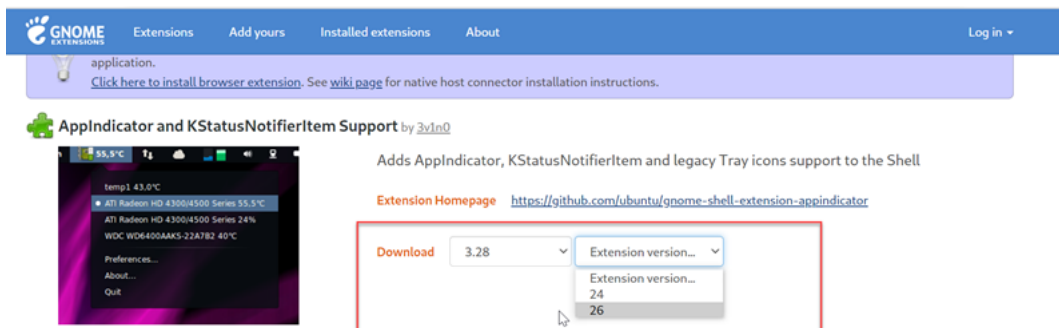 GNOME
EXTENSIONS
Extensions Add yours Installed extensions About Log in
application.
Click here to install browser extension. See wiki page for native host connector installation instructions.
AppIndicator and KStatusNotifierItem Support by 3v1n0
55,5°C
temp1 43.0°C
ATI Radeon HD 4300/4500 Series 55.5°C
ATI Radeon HD 4300/4500 Series 24%
WDC WD6400AAKS-22A7B2 40°C
Preferences...
About...
Quit
Adds AppIndicator, KStatusNotifierItem and legacy Tray icons support to the Shell
Extension Homepage https://github.com/ubuntu/gnome-shell-extension-appindicator
Download 3.28 Extension version...
Extension version...
24
26